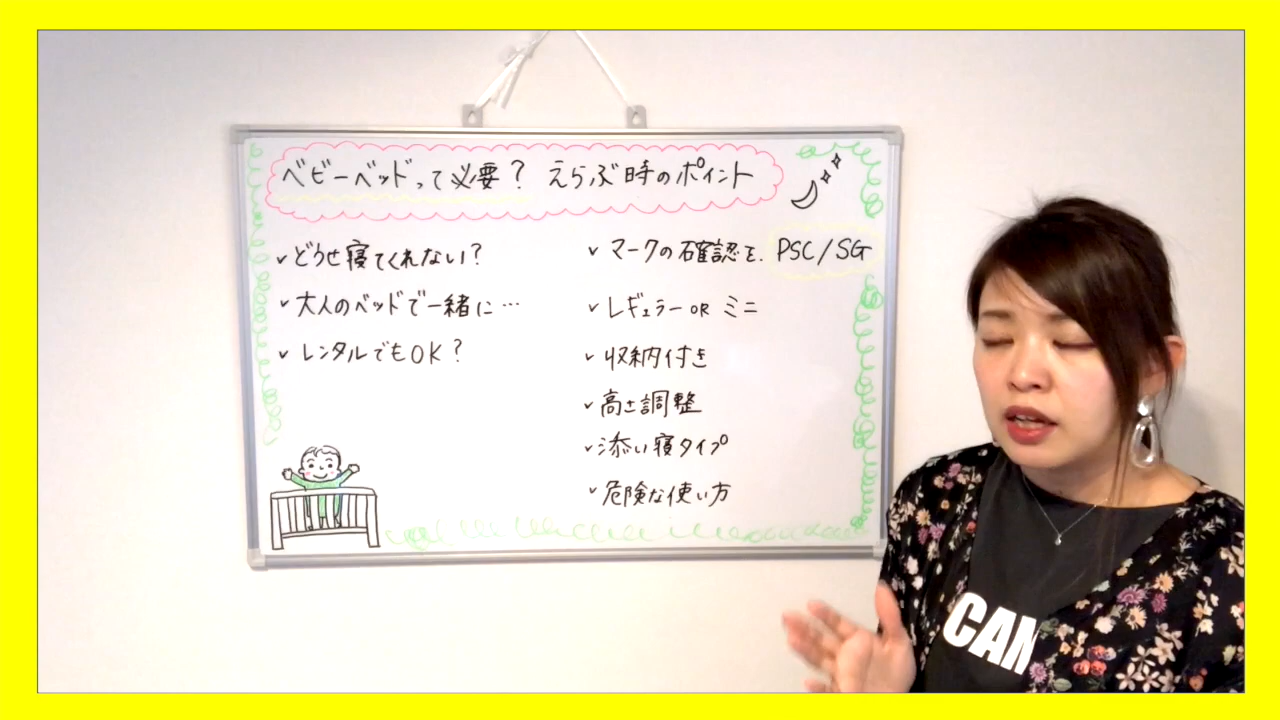 ベビーベッドって必要？ えらぶ時のポイント
✓ どうせ寝てくれない？
✓ 大人のベッドで一緒に…
✓ レンタルでもOK？
✓ マークの確認を. PSC/SG
✓ レギュラー OR ミニ
✓ 収納付き
✓ 高さ調整
✓ 添い寝タイプ
✓ 危険な使い方
CAN